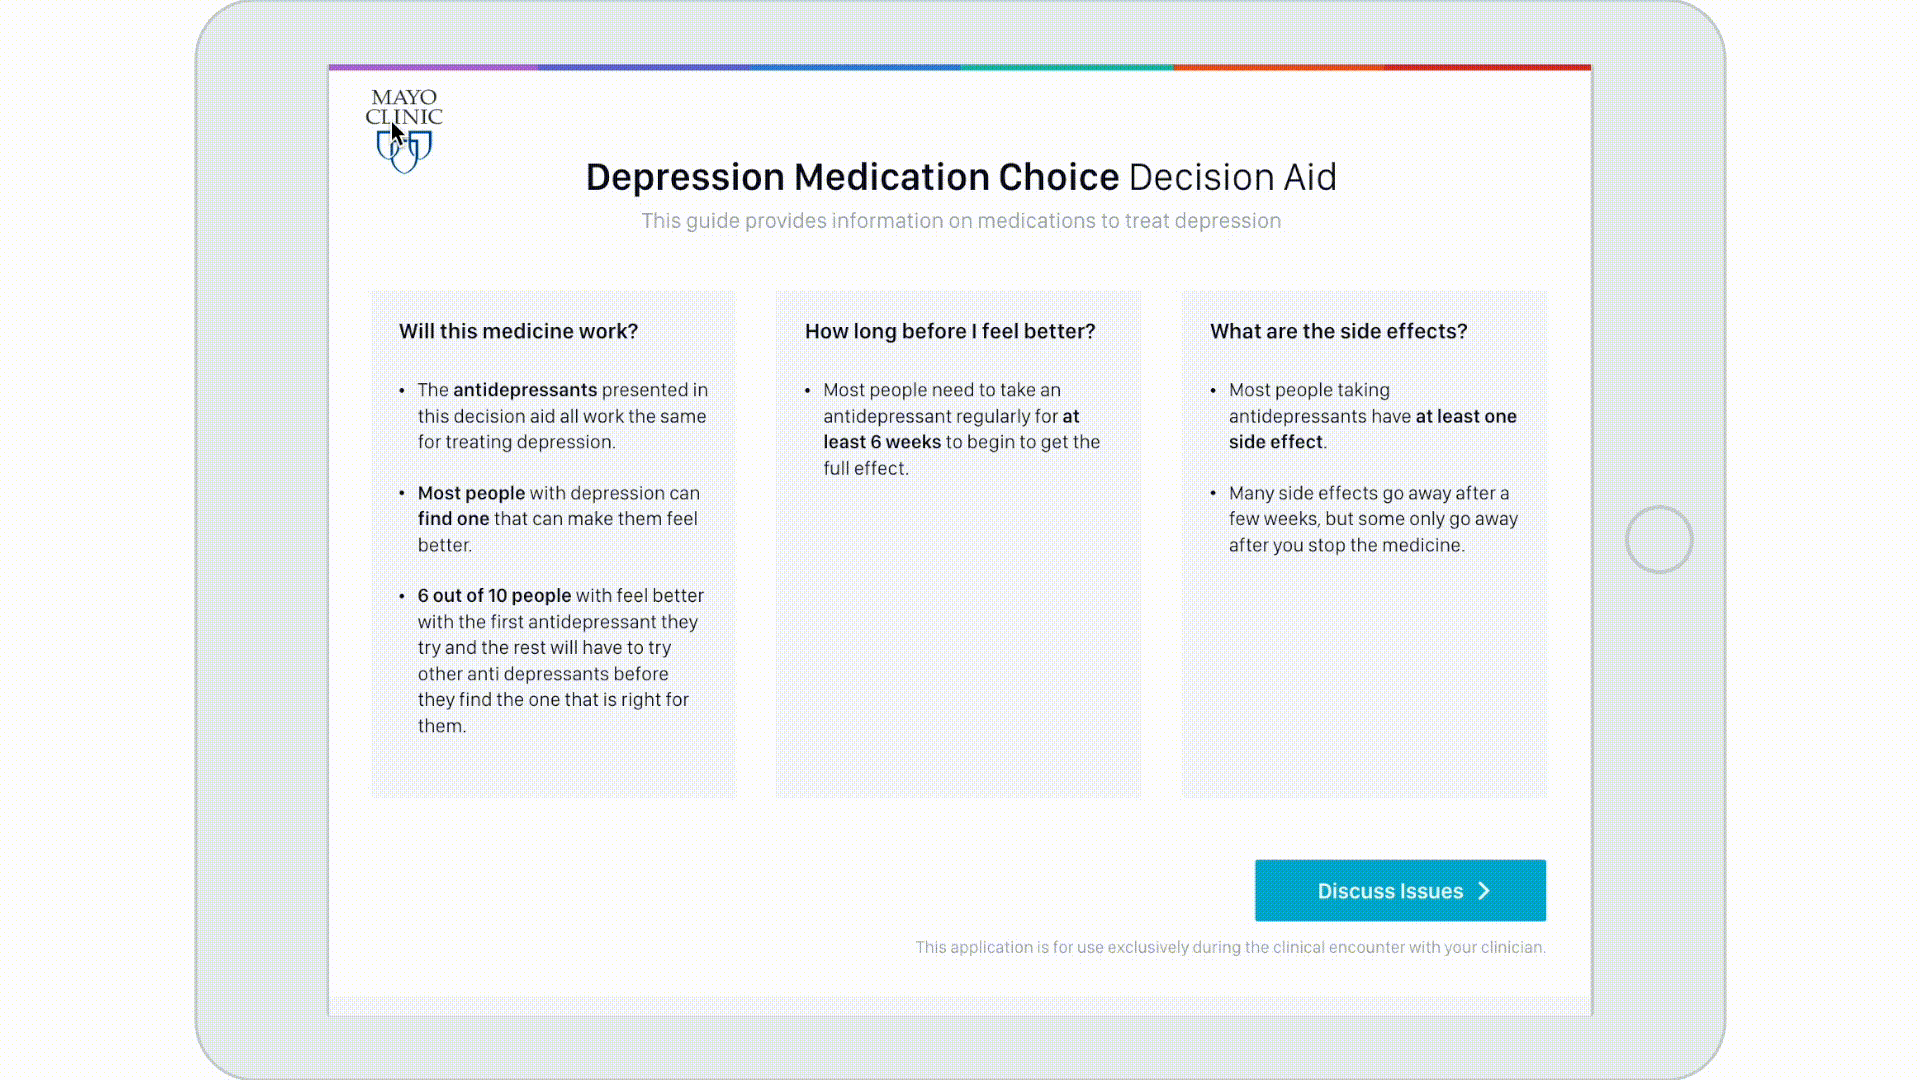 MAYO
CLINIC
Depression Medication Choice Decision Aid
This guide provides information on medications to treat depression
Will this medicine work?
• The antidepressants presented in
this decision aid all work the same
for treating depression.
• Most people with depression can
find one that can make them feel
better.
• 6 out of 10 people with feel better
with the first antidepressant they
try and the rest will have to try
other anti depressants before
they find the one that is right for
them.
How long before I feel better?
• Most people need to take an
antidepressant regularly for at
least 6 weeks to begin to get the
full effect.
What are the side effects?
• Most people taking
antidepressants have at least one
side effect.
• Many side effects go away after a
few weeks, but some only go away
after you stop the medicine.
Discuss Issues
This application is for use exclusively during the clinical encounter with your clinician.